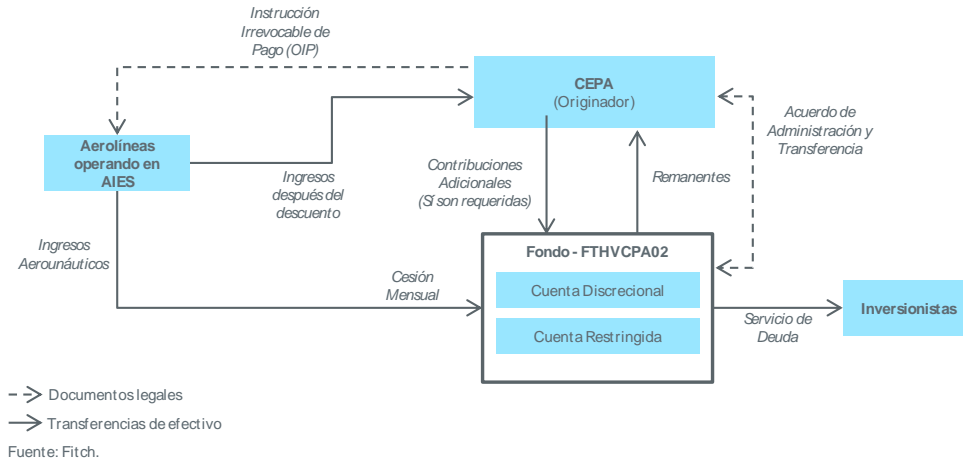 Instrucción
Irrevocable de
Pago (OIP)
CEPA
(Originador)
Acuerdo de
Administración y
Transferencia
Aerolíneas
operando en
AIES
Ingresos
después del
descuento
Contribuciones
Adicionales
(Sí son requeridas)
Remanentes
Ingresos
Aerounáuticos
Cesión
Mensual
Fondo - FTHVCPA02
Cuenta Discrecional
Cuenta Restringida
Servicio de
Deuda
Inversionistas
Documentos legales
Transferencias de efectivo
Fuente: Fitch.